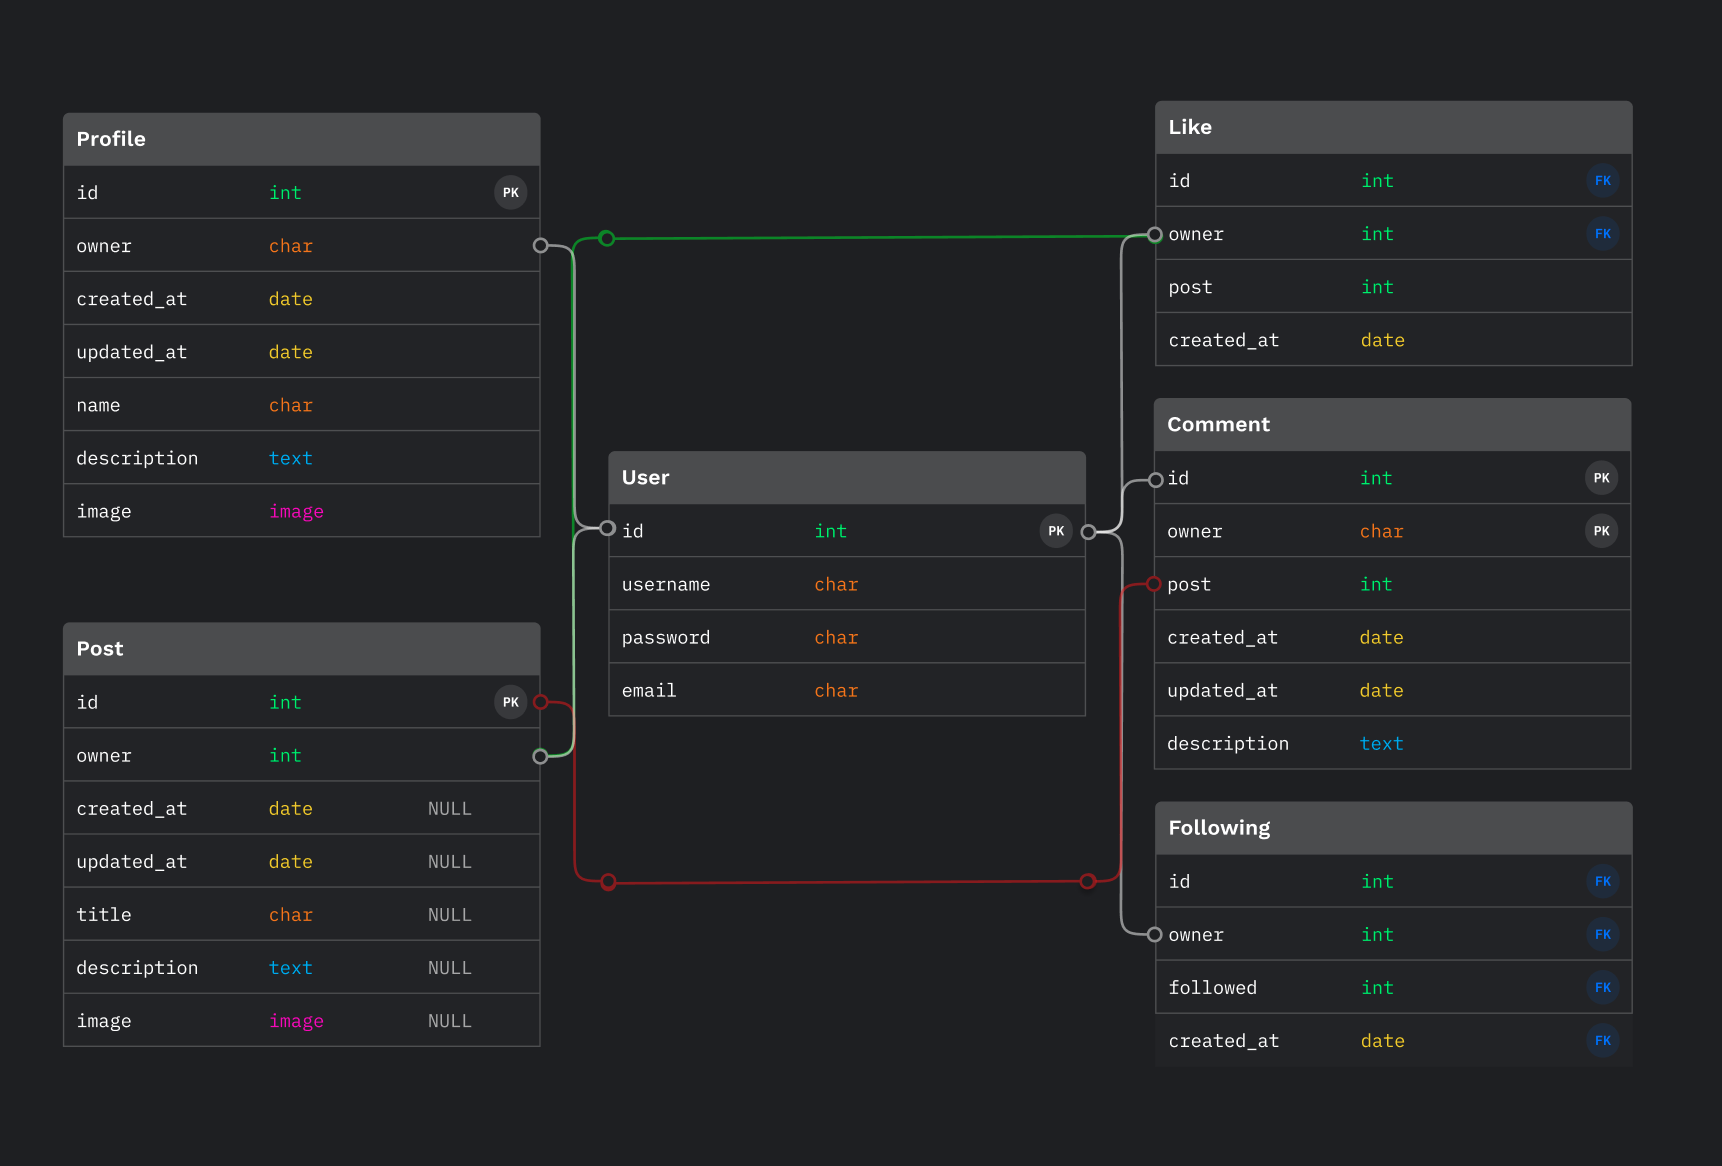 Profile
id int PK
owner char
created_at date
updated_at date
name char
description text
image image
Post
id int PK
owner int
created_at date NULL
updated_at date NULL
title char NULL
description text NULL
image image NULL
User
id int PK
username char
password char
email char
Like
id int FK
owner int FK
post int
created_at date
Comment
id int PK
owner char PK
post int
created_at date
updated_at date
description text
Following
id int FK
owner int FK
followed int FK
created_at date FK